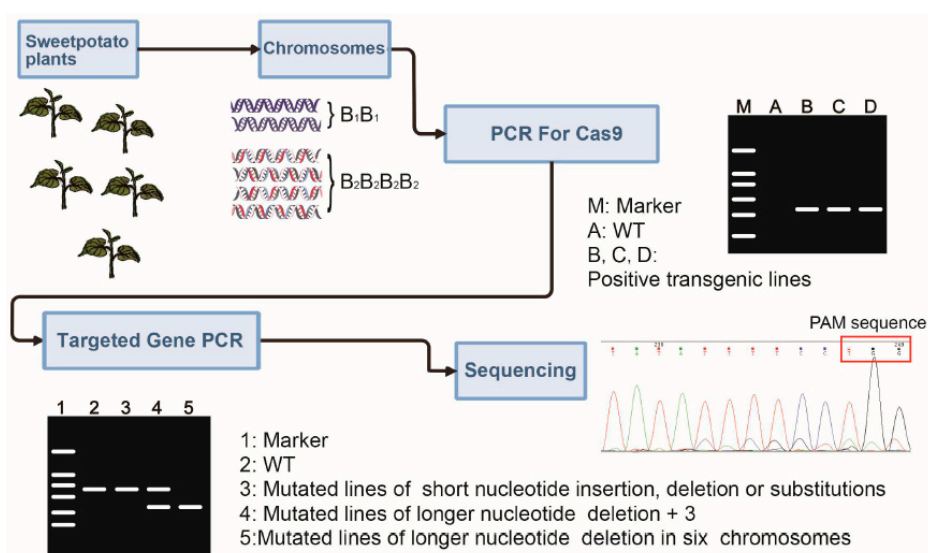 Sweetpotato
plants
Chromosomes
B₁B₁
B₂B₂B₂B₂
PCR For Cas9
M A B C D
M: Marker
A: WT
B, C, D:
Positive transgenic lines
Targeted Gene PCR
Sequencing
PAM sequence
1 2 3 4 5
1: Marker
2: WT
3: Mutated lines of short nucleotide insertion, deletion or substitutions
4: Mutated lines of longer nucleotide deletion + 3
5:Mutated lines of longer nucleotide deletion in six chromosomes